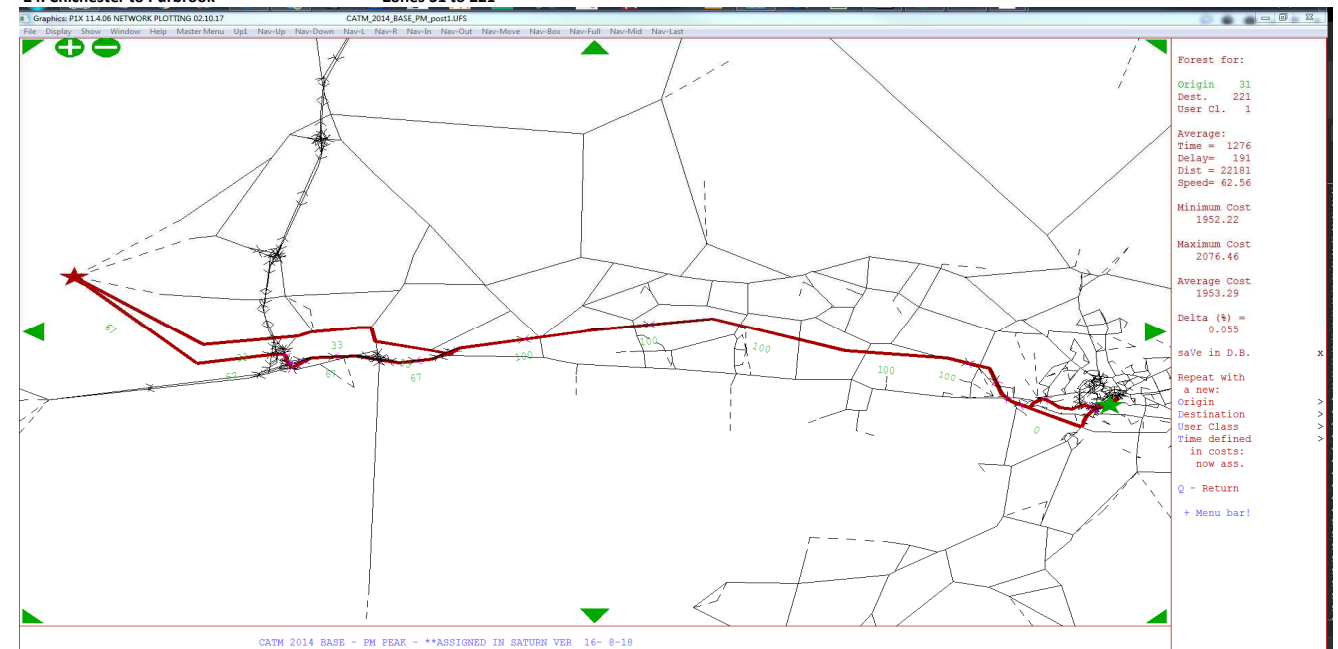 Graphics: P1X 11.4.06 NETWORK PLOTTING 02.10.17 CATM_2014_BASE_PM_post1.UFS
File Display Show Window Help Master Menu Up1 Nav-Up Nav-Down Nav-L Nav-R Nav-In Nav-Out Nav-Move Nav-Box Nav-Full Nav-Mid Nav-Last
Forest for:
Origin 31
Dest. 221
User Cl. 1
Average:
Time = 1276
Delay= 191
Dist = 22181
Speed= 62.56
Minimum Cost
1952.22
Maximum Cost
2076.46
Average Cost
1953.29
Delta (%) =
0.055
saVe in D.B. x
Repeat with
a new:
Origin >
Destination >
User Class >
Time defined >
in costs:
now ass.
Q - Return
+ Menu bar!
67
33
67
67
67
100
100
100
100
100
0
CATM 2014 BASE - PM PEAK - **ASSIGNED IN SATURN VER 16- 8-18